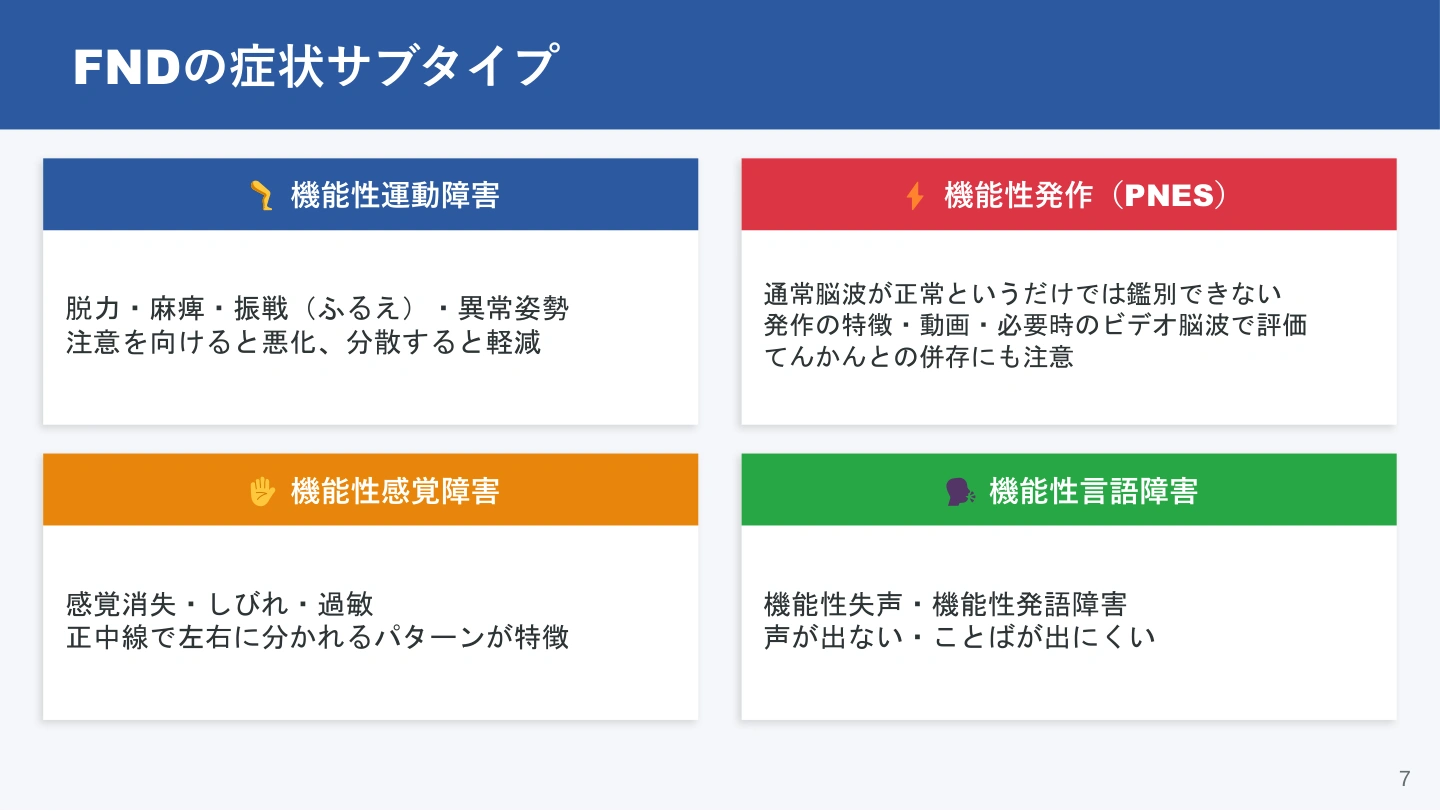 FNDの症状サブタイプ
機能性運動障害
脱力・麻痺・振戦（ふるえ）・異常姿勢
注意を向けると悪化、分散すると軽減
機能性発作（PNES）
通常脳波が正常というだけでは鑑別できない
発作の特徴・動画・必要時のビデオ脳波で評価
てんかんとの併存にも注意
機能性感覚障害
感覚消失・しびれ・過敏
正中線で左右に分かれるパターンが特徴
機能性言語障害
機能性失声・機能性発語障害
声が出ない・ことばが出にくい
7